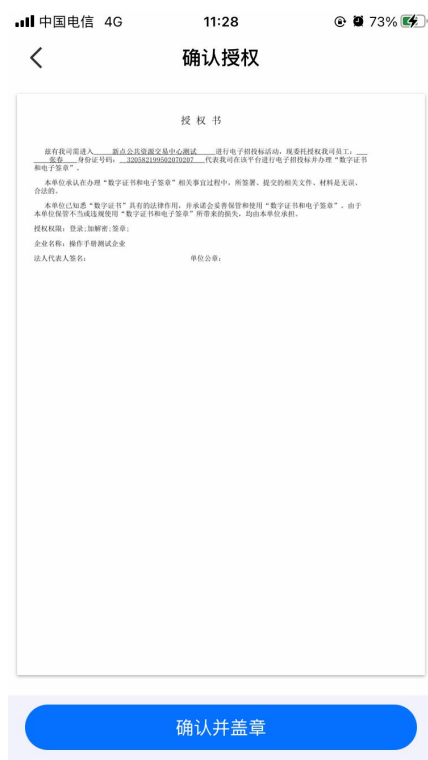 中国电信 4G 11:28 73%
确认授权
授 权 书
兹有我司需进入 新点公共资源交易中心测试 进行电子招投标活动，现委托授权我司员工：
张春 身份证号码： 320582199502070207 代表我司在该平台进行电子招投标并办理“数字证书
和电子签章”。
本单位承认在办理“数字证书和电子签章”相关事宜过程中，所签署、提交的相关文件、材料是无误、
合法的。
本单位已知悉“数字证书”具有的法律作用，并承诺会妥善保管和使用“数字证书和电子签章”。由于
本单位保管不当或违规使用“数字证书和电子签章”所带来的损失，均由本单位承担。
授权权限：登录;加解密;签章;
企业名称：操作手册测试企业
法人代表人签名： 单位公章：
确认并盖章